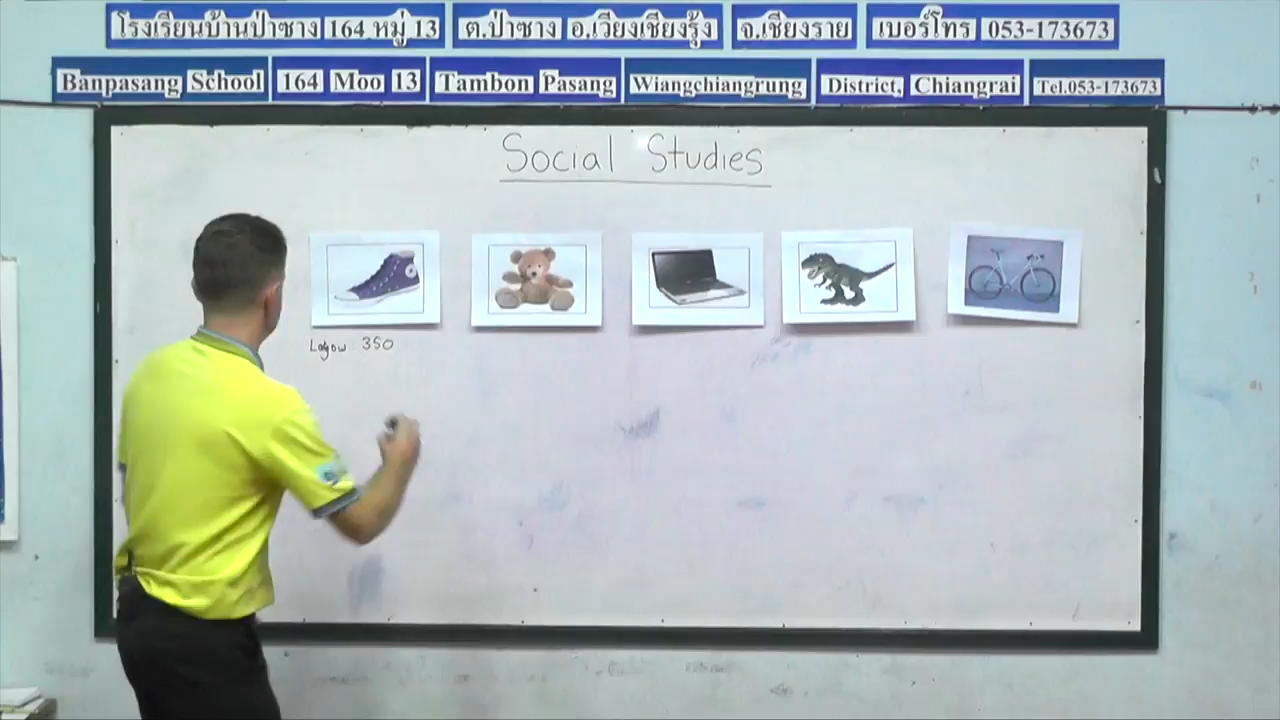 โรงเรียนบ้านป่าซาง 164 หมู่ 13 ต.ป่าซาง อ.เวียงเชียงรุ้ง จ.เชียงราย เบอร์โทร 053-173673
Banpasang School 164 Moo 13 Tambon Pasang Wiangchiangrung District, Chiangrai Tel.053-173673
Social Studies
350